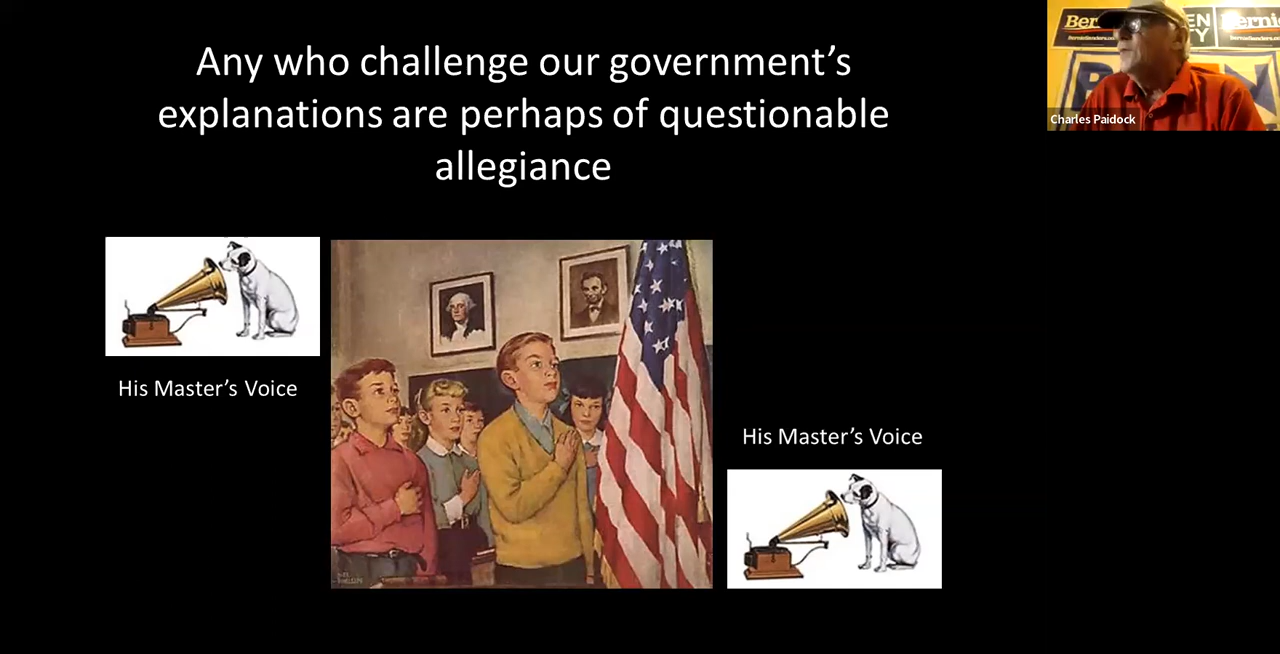 Any who challenge our government’s
explanations are perhaps of questionable
allegiance
His Master’s Voice
His Master’s Voice
Charles Paidock